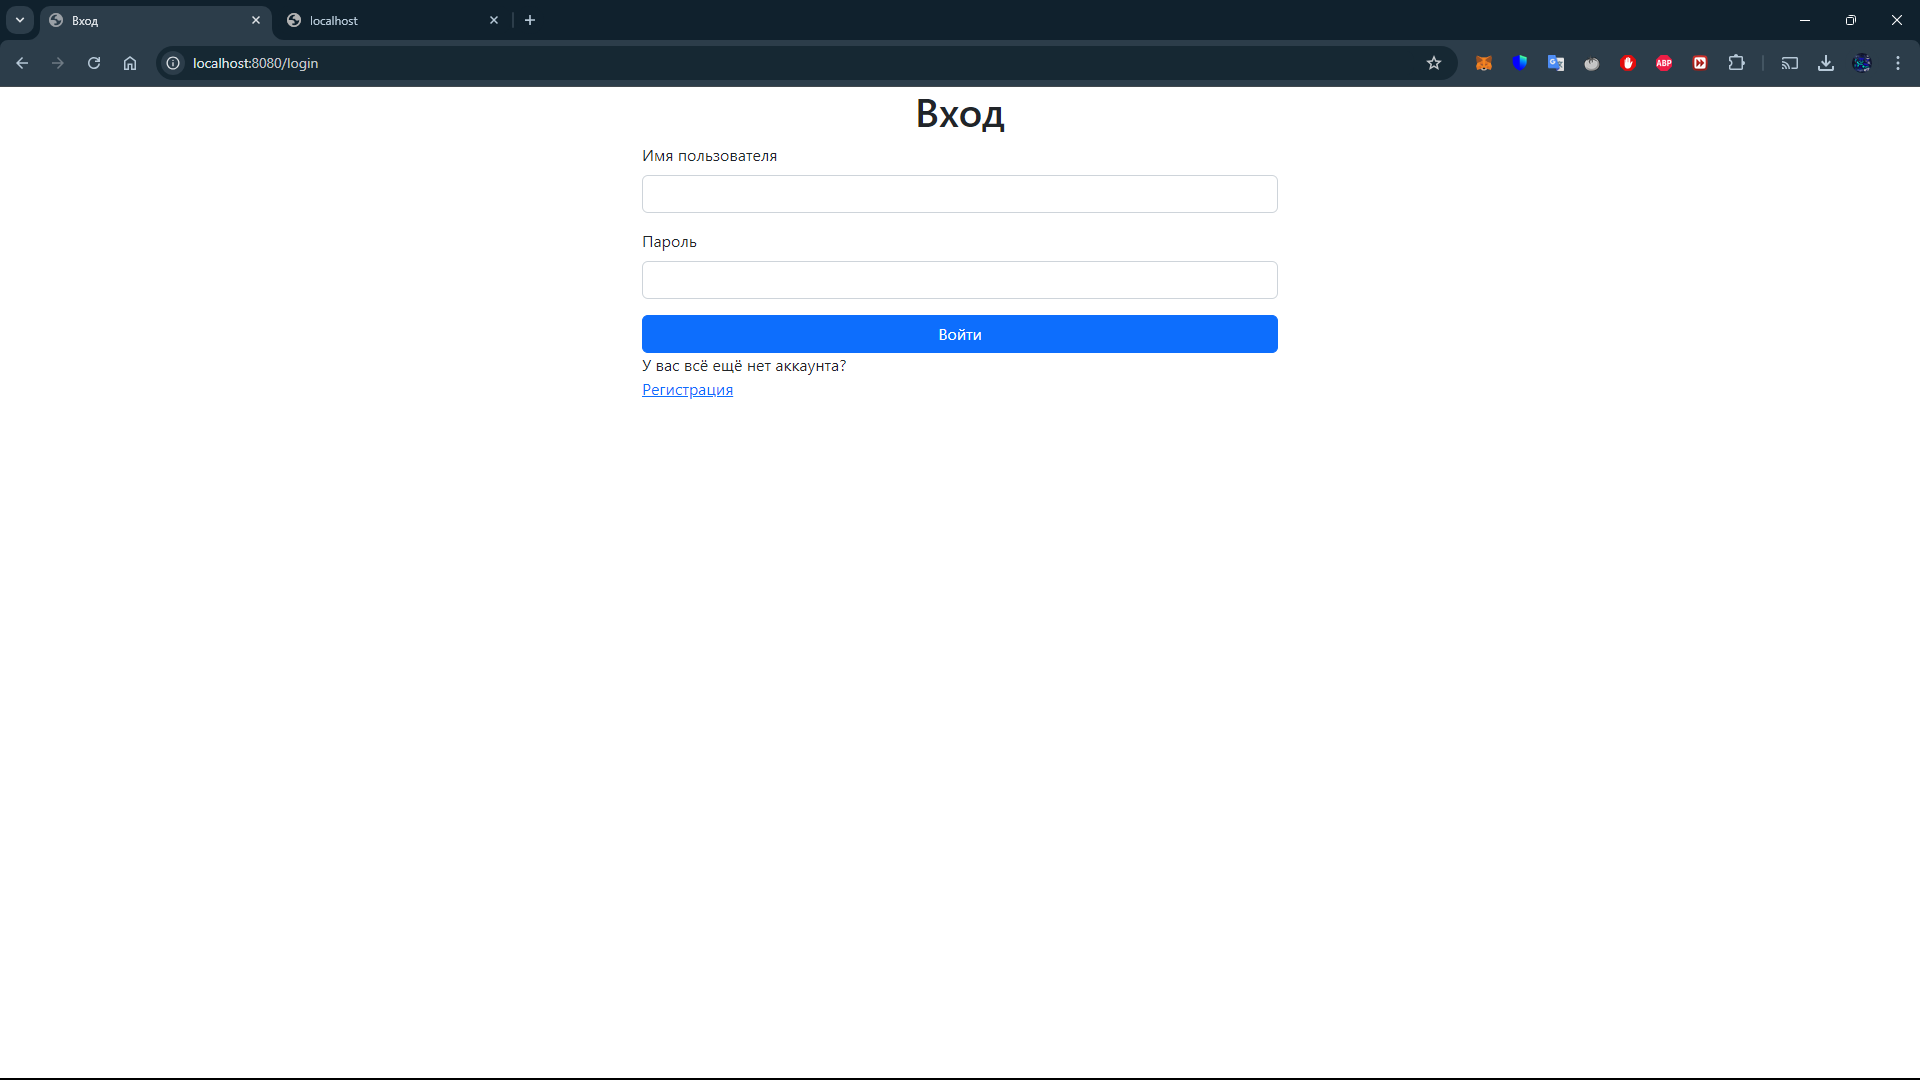 Вход
localhost
localhost:8080/login
ABP
Вход
Имя пользователя
Пароль
Войти
У вас всё ещё нет аккаунта?
Регистрация